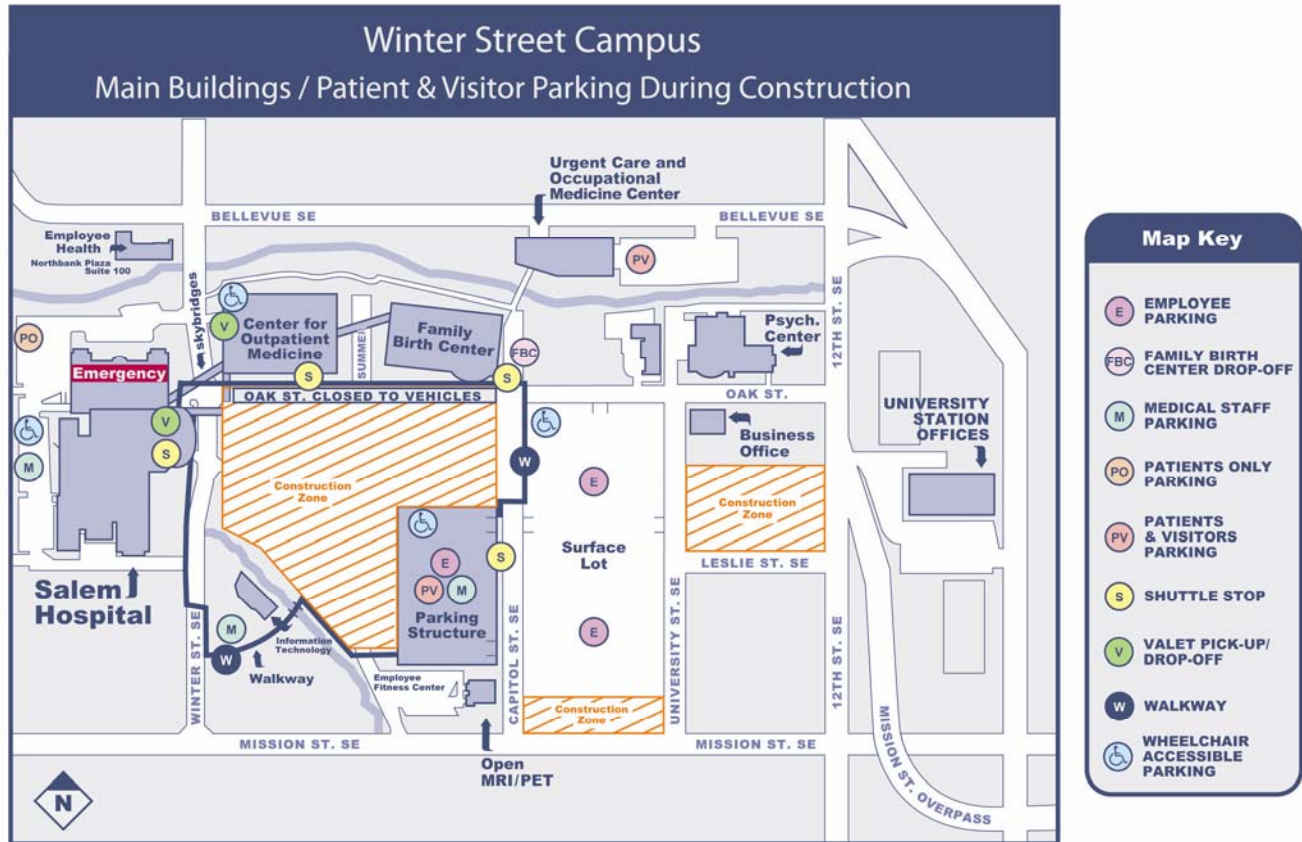 Winter Street Campus
Main Buildings / Patient & Visitor Parking During Construction
Urgent Care and
Occupational
Medicine Center
BELLEVUE SE
BELLEVUE SE
Employee
Health
Northbank Plaza
Suite 100
PV
skybridges
V
Center for
Outpatient
Medicine
SUMMER
Family
Birth Center
FBC
Psych.
Center
12TH ST. SE
PO
Emergency
S
S
OAK ST. CLOSED TO VEHICLES
OAK ST.
UNIVERSITY
STATION
OFFICES
V
S
M
Business
Office
W
Construction
Zone
E
Construction
Zone
E
PV
M
Parking
Structure
S
Surface
Lot
LESLIE ST. SE
Salem
Hospital
M
Information
Technology
W
Walkway
E
WINTER ST. SE
Employee
Fitness Center
CAPITOL ST. SE
UNIVERSITY ST. SE
12TH ST. SE
Construction
Zone
MISSION ST. SE
MISSION ST. SE
Open
MRI/PET
MISSION ST. OVERPASS
N
Map Key
E EMPLOYEE
PARKING
FBC FAMILY BIRTH
CENTER DROP-OFF
M MEDICAL STAFF
PARKING
PO PATIENTS ONLY
PARKING
PV PATIENTS
& VISITORS
PARKING
S SHUTTLE STOP
V VALET PICK-UP/
DROP-OFF
W WALKWAY
WHEELCHAIR
ACCESSIBLE
PARKING